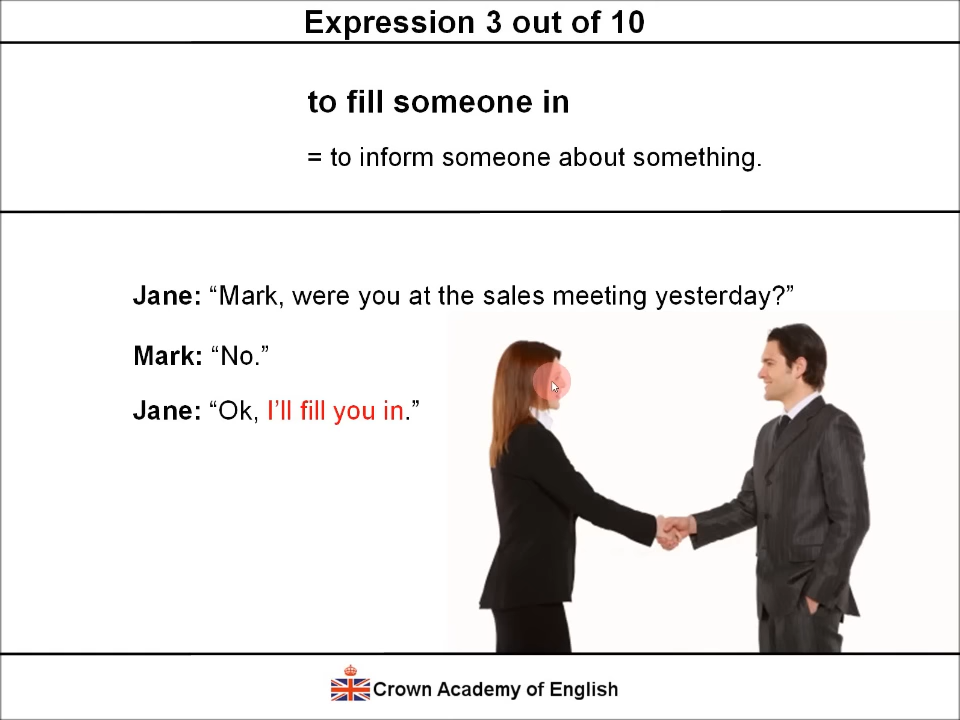 Expression 3 out of 10
to fill someone in
= to inform someone about something.
Jane: “Mark, were you at the sales meeting yesterday?”
Mark: “No.”
Jane: “Ok, I’ll fill you in.”
Crown Academy of English